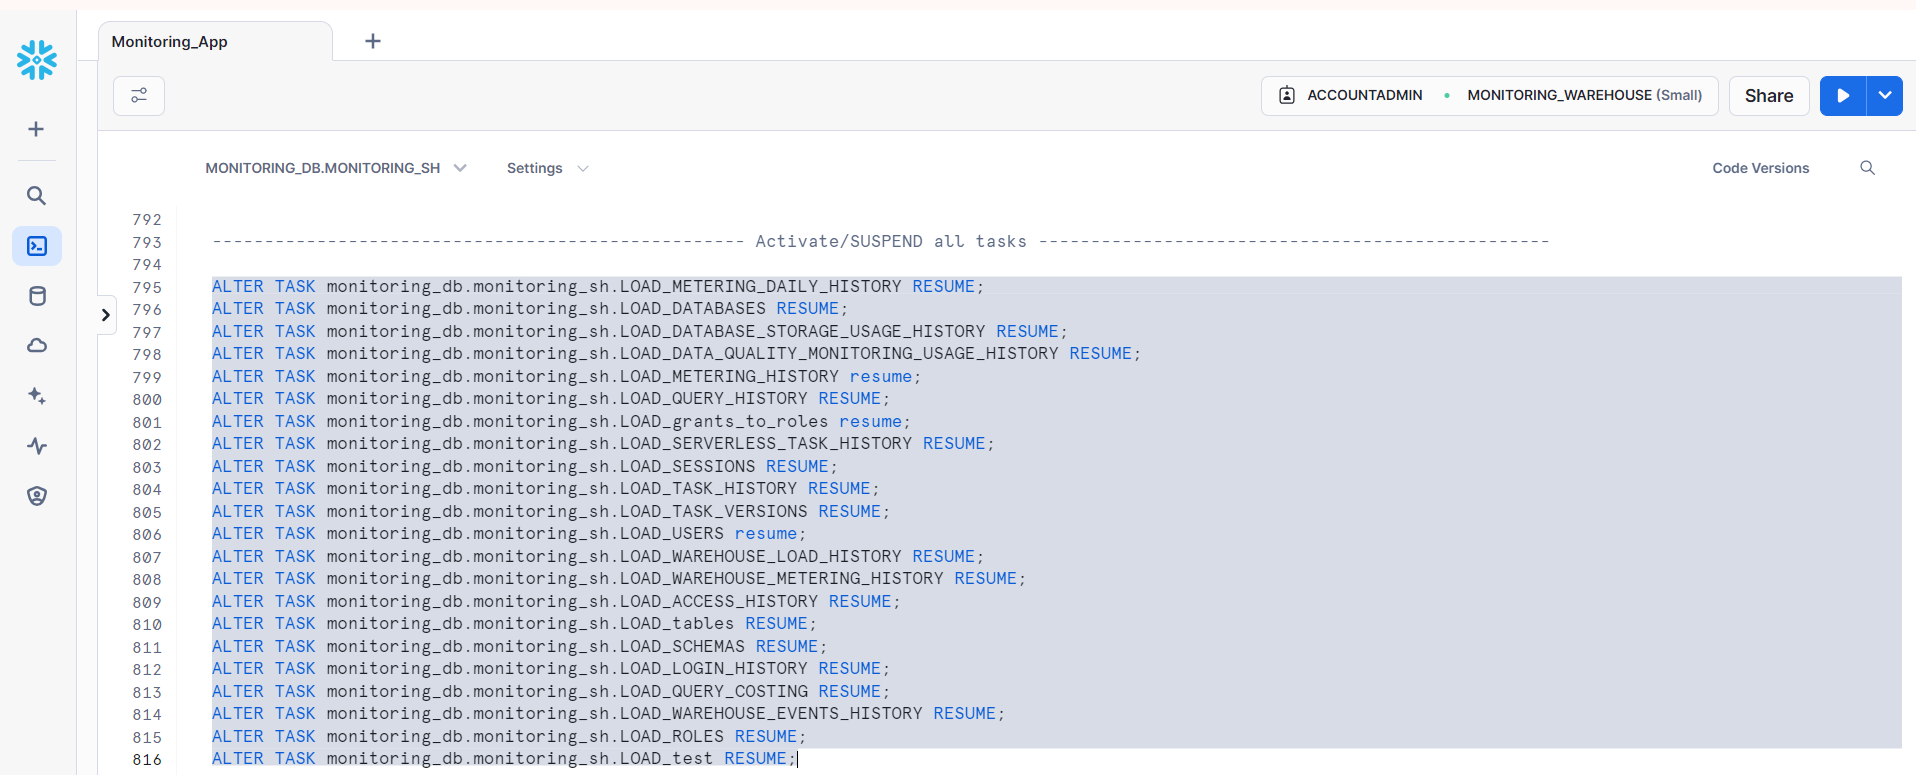 Monitoring_App
ACCOUNTADMIN MONITORING_WAREHOUSE (Small) Share
MONITORING_DB.MONITORING_SH Settings Code Versions
792
793 --------------------------------------------------- Activate/SUSPEND all tasks -------------------------------------------------
794
795 ALTER TASK monitoring_db.monitoring_sh.LOAD_METERING_DAILY_HISTORY RESUME;
796 ALTER TASK monitoring_db.monitoring_sh.LOAD_DATABASES RESUME;
797 ALTER TASK monitoring_db.monitoring_sh.LOAD_DATABASE_STORAGE_USAGE_HISTORY RESUME;
798 ALTER TASK monitoring_db.monitoring_sh.LOAD_DATA_QUALITY_MONITORING_USAGE_HISTORY RESUME;
799 ALTER TASK monitoring_db.monitoring_sh.LOAD_METERING_HISTORY resume;
800 ALTER TASK monitoring_db.monitoring_sh.LOAD_QUERY_HISTORY RESUME;
801 ALTER TASK monitoring_db.monitoring_sh.LOAD_grants_to_roles resume;
802 ALTER TASK monitoring_db.monitoring_sh.LOAD_SERVERLESS_TASK_HISTORY RESUME;
803 ALTER TASK monitoring_db.monitoring_sh.LOAD_SESSIONS RESUME;
804 ALTER TASK monitoring_db.monitoring_sh.LOAD_TASK_HISTORY RESUME;
805 ALTER TASK monitoring_db.monitoring_sh.LOAD_TASK_VERSIONS RESUME;
806 ALTER TASK monitoring_db.monitoring_sh.LOAD_USERS resume;
807 ALTER TASK monitoring_db.monitoring_sh.LOAD_WAREHOUSE_LOAD_HISTORY RESUME;
808 ALTER TASK monitoring_db.monitoring_sh.LOAD_WAREHOUSE_METERING_HISTORY RESUME;
809 ALTER TASK monitoring_db.monitoring_sh.LOAD_ACCESS_HISTORY RESUME;
810 ALTER TASK monitoring_db.monitoring_sh.LOAD_tables RESUME;
811 ALTER TASK monitoring_db.monitoring_sh.LOAD_SCHEMAS RESUME;
812 ALTER TASK monitoring_db.monitoring_sh.LOAD_LOGIN_HISTORY RESUME;
813 ALTER TASK monitoring_db.monitoring_sh.LOAD_QUERY_COSTING RESUME;
814 ALTER TASK monitoring_db.monitoring_sh.LOAD_WAREHOUSE_EVENTS_HISTORY RESUME;
815 ALTER TASK monitoring_db.monitoring_sh.LOAD_ROLES RESUME;
816 ALTER TASK monitoring_db.monitoring_sh.LOAD_test RESUME;